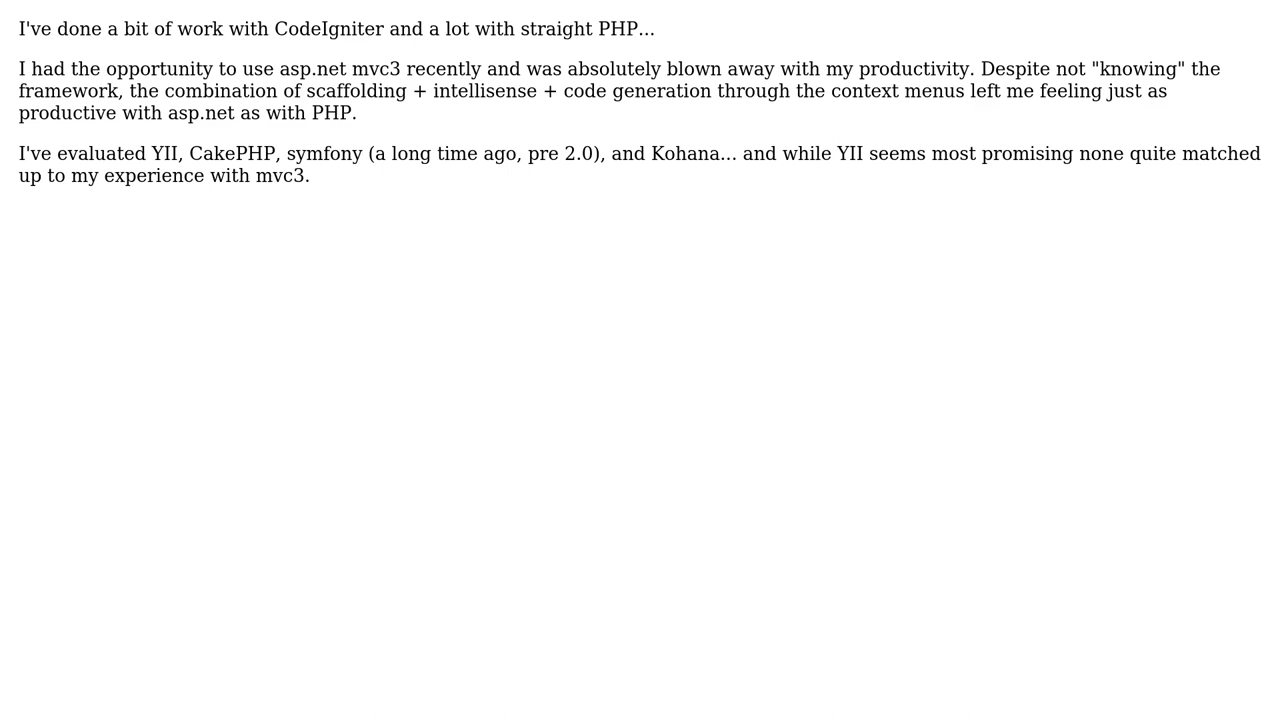 I've done a bit of work with CodeIgniter and a lot with straight PHP...
I had the opportunity to use asp.net mvc3 recently and was absolutely blown away with my productivity. Despite not "knowing" the
framework, the combination of scaffolding + intellisense + code generation through the context menus left me feeling just as
productive with asp.net as with PHP.
I've evaluated YII, CakePHP, symfony (a long time ago, pre 2.0), and Kohana... and while YII seems most promising none quite matched
up to my experience with mvc3.